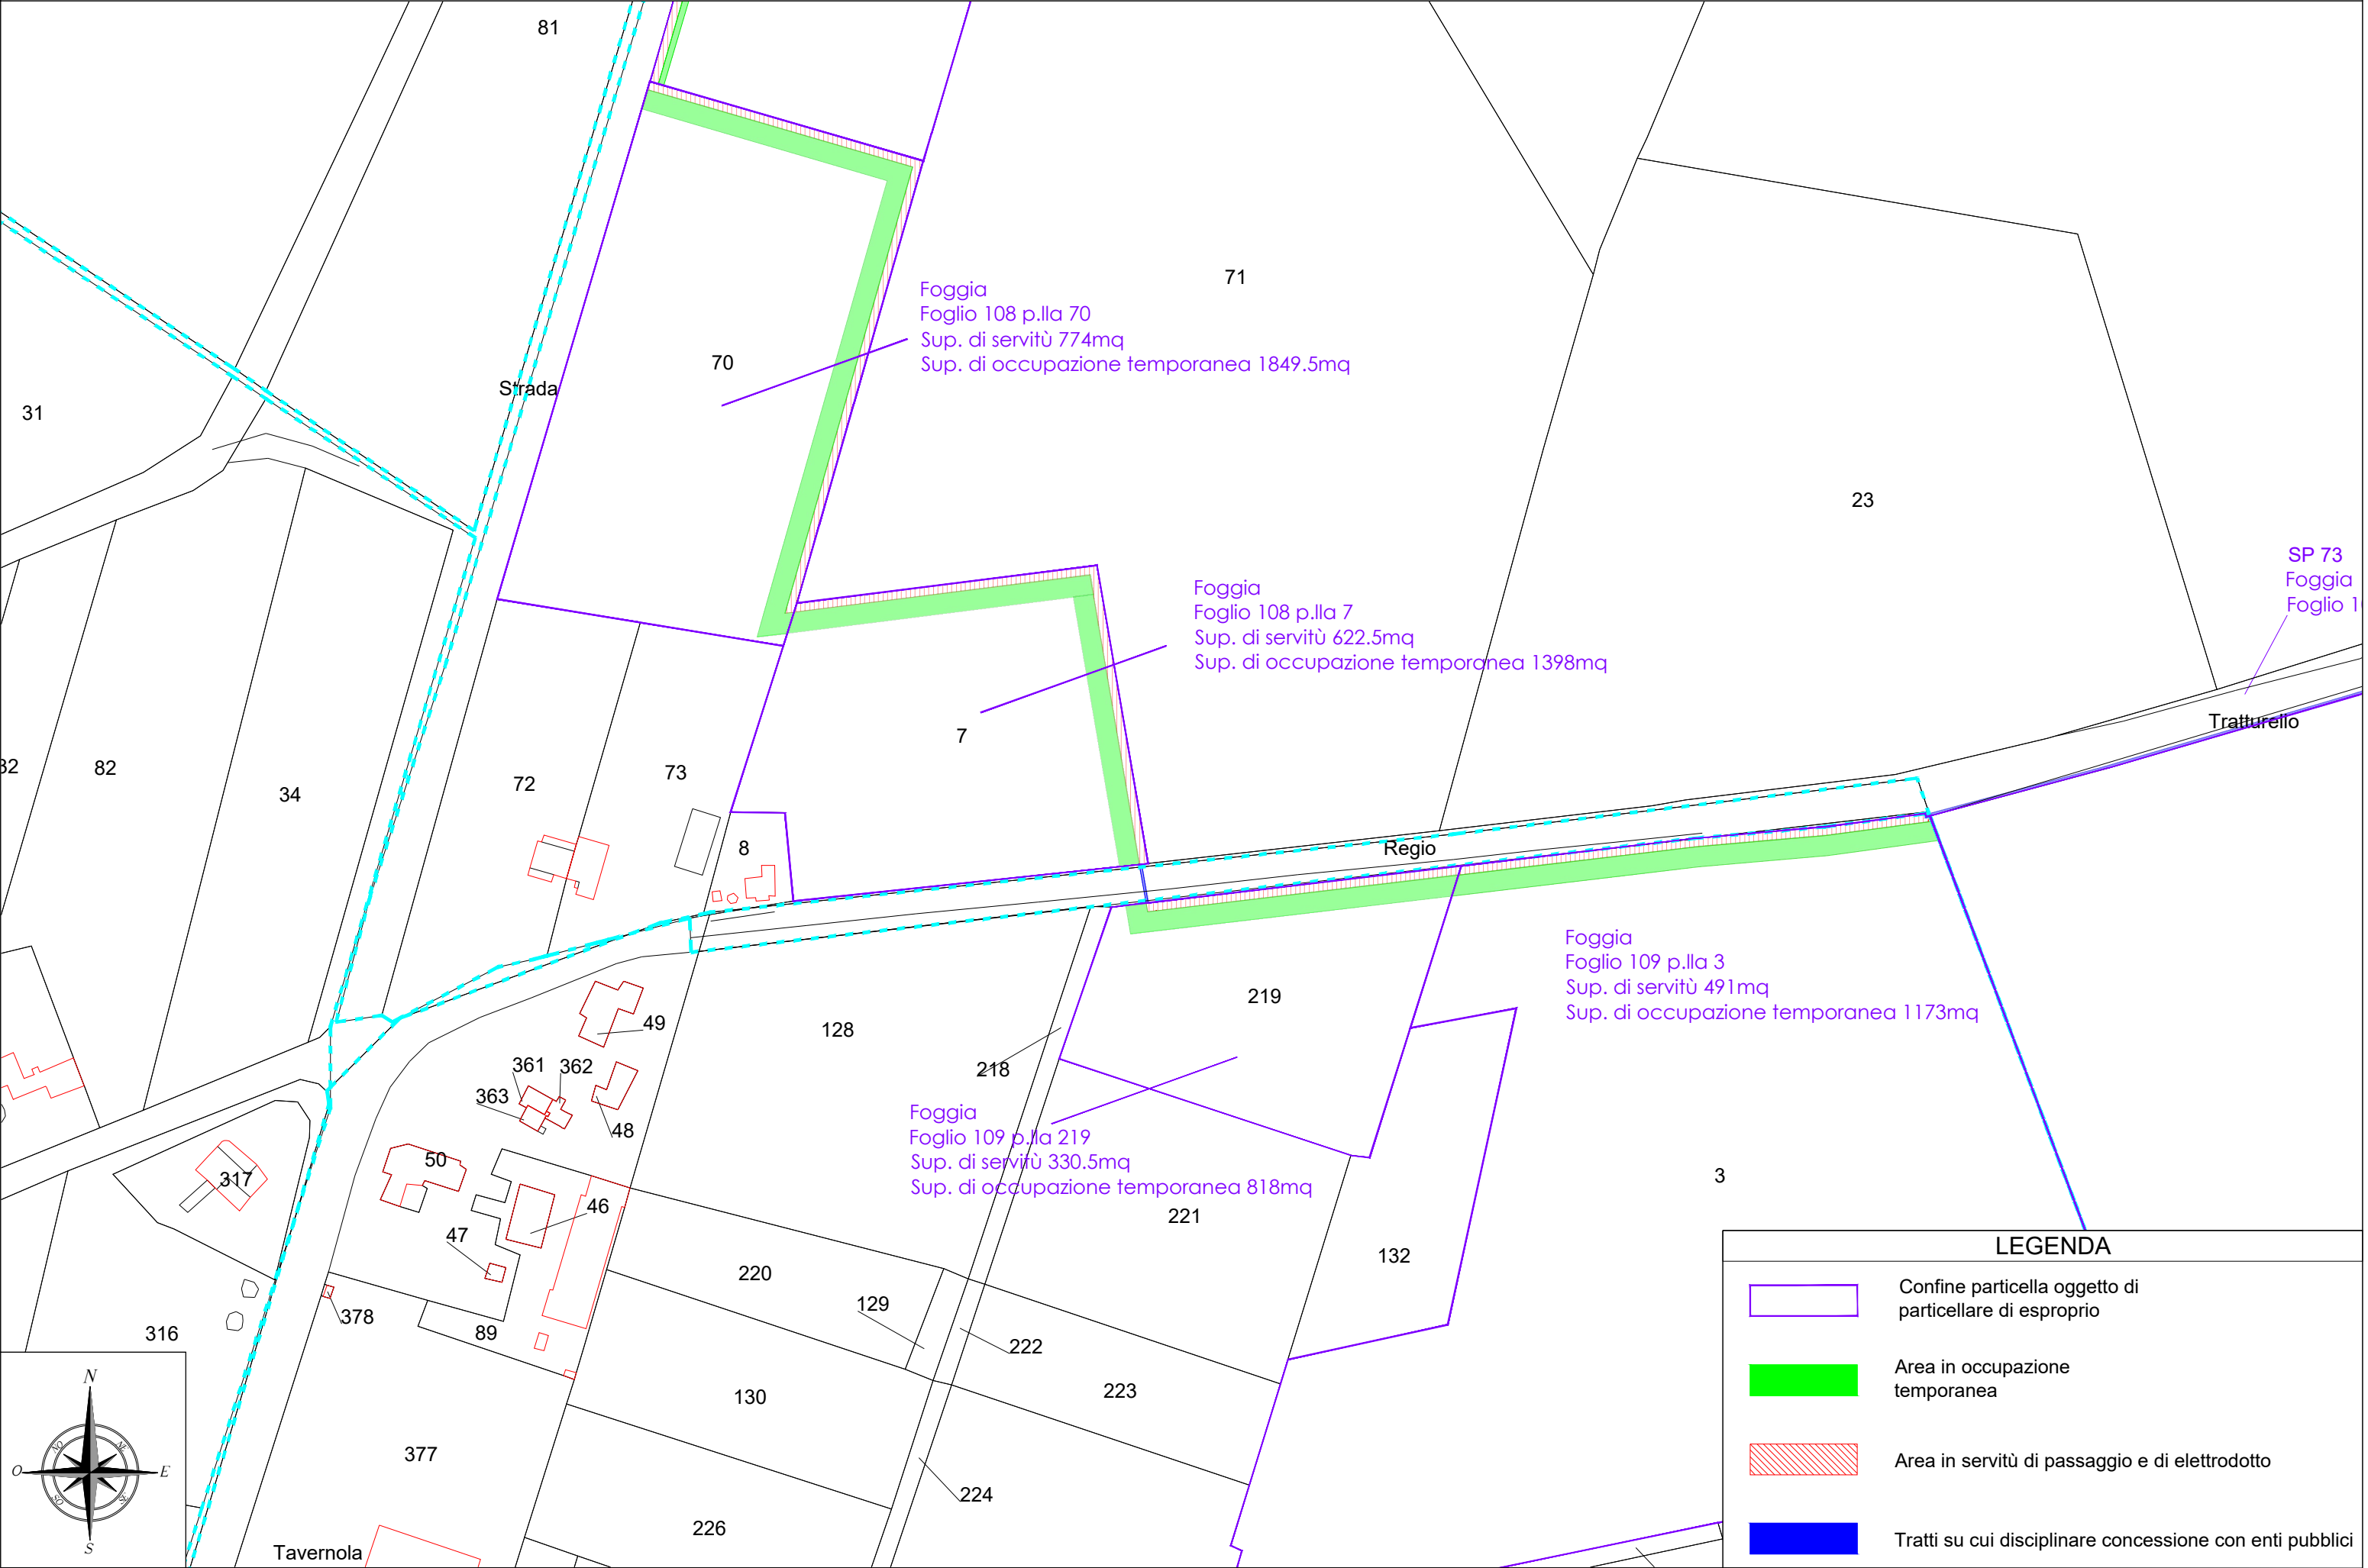 81
71
Foggia
Foglio 108 p.lla 70
Sup. di servitù 774mq
Sup. di occupazione temporanea 1849.5mq
70
Strada
31
23
SP 73
Foggia
Foglio 1
Foggia
Foglio 108 p.lla 7
Sup. di servitù 622.5mq
Sup. di occupazione temporanea 1398mq
Tratturello
7
82
34
72
73
8
Regio
Foggia
Foglio 109 p.lla 3
Sup. di servitù 491mq
Sup. di occupazione temporanea 1173mq
219
49
128
218
361
362
363
48
Foggia
Foglio 109 p.lla 219
Sup. di servitù 330.5mq
Sup. di occupazione temporanea 818mq
50
317
3
46
221
47
132
220
129
378
89
316
222
130
223
377
224
226
Tavernola
N
NO
NE
O
E
SO
SE
S
LEGENDA
Confine particella oggetto di
particellare di esproprio
Area in occupazione
temporanea
Area in servitù di passaggio e di elettrodotto
Tratti su cui disciplinare concessione con enti pubblici